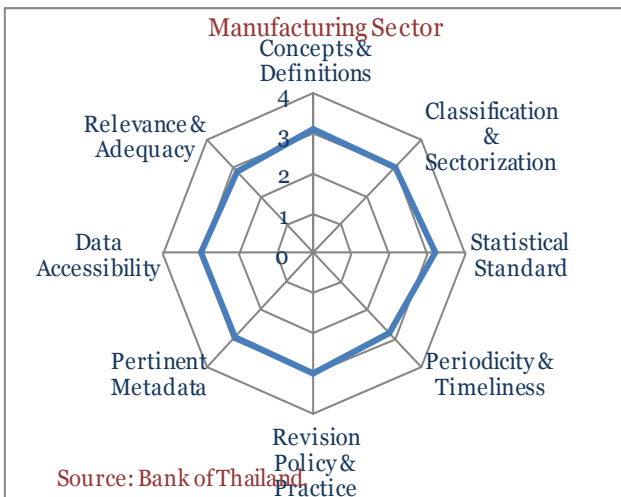 Manufacturing Sector
Concepts &
Definitions
4
3
2
1
0
Classification
&
Sectorization
Statistical
Standard
Periodicity &
Timeliness
Revision
Policy &
Practice
Pertinent
Metadata
Data
Accessibility
Relevance &
Adequacy
Source: Bank of Thailand.